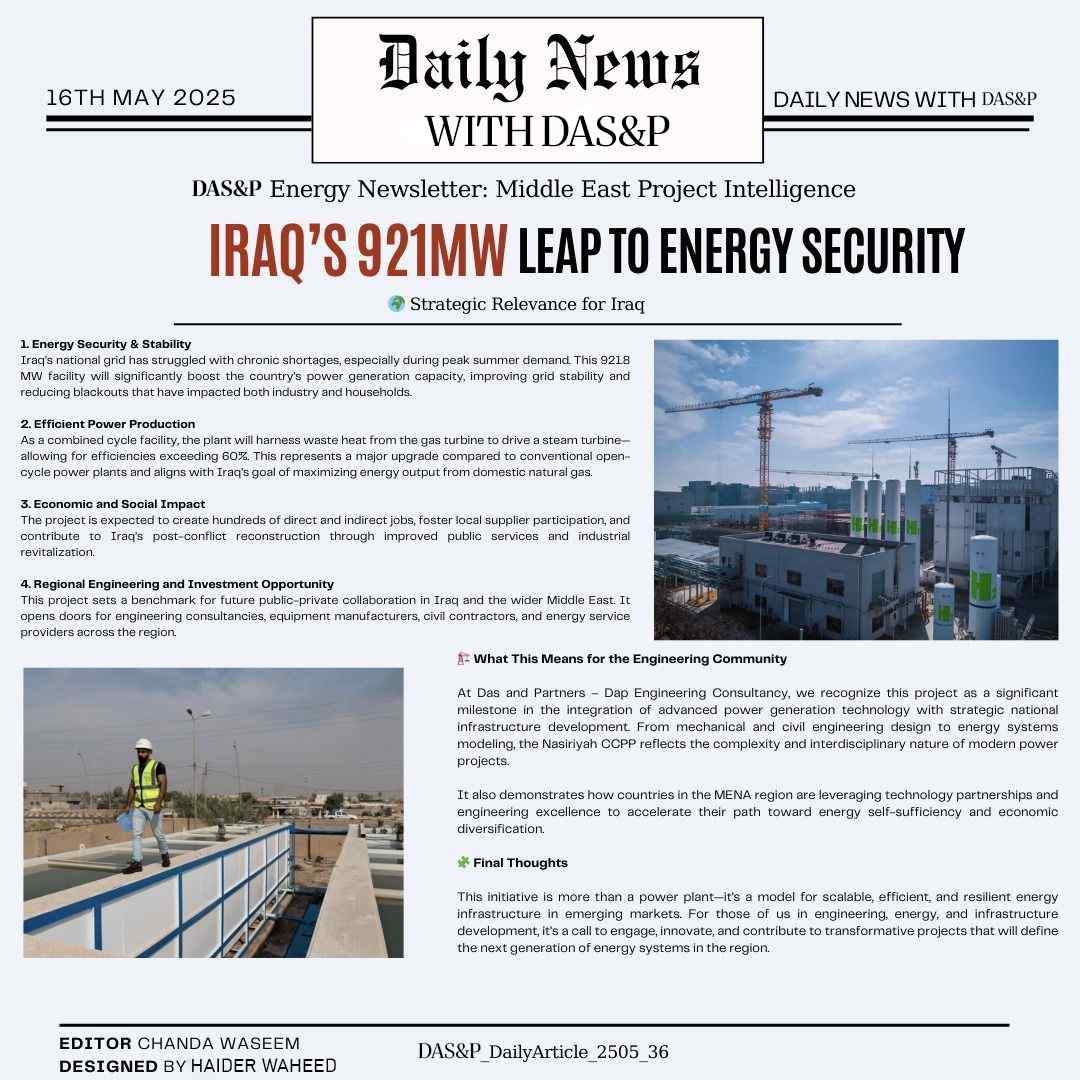 Daily News
WITH DAS&P
16TH MAY 2025
DAILY NEWS WITH DAS&P
DAS&P Energy Newsletter: Middle East Project Intelligence
IRAQ'S 921MW LEAP TO ENERGY SECURITY
Strategic Relevance for Iraq
1. Energy Security & Stability
Iraq's national grid has struggled with chronic shortages, especially during peak summer demand. This 9218
MW facility will significantly boost the country's power generation capacity, improving grid stability and
reducing blackouts that have impacted both industry and households.
2. Efficient Power Production
As a combined cycle facility, the plant will harness waste heat from the gas turbine to drive a steam turbine—
allowing for efficiencies exceeding 60%. This represents a major upgrade compared to conventional open-
cycle power plants and aligns with Iraq's goal of maximizing energy output from domestic natural gas.
3. Economic and Social Impact
The project is expected to create hundreds of direct and indirect jobs, foster local supplier participation, and
contribute to Iraq's post-conflict reconstruction through improved public services and industrial
revitalization.
4. Regional Engineering and Investment Opportunity
This project sets a benchmark for future public-private collaboration in Iraq and the wider Middle East. It
opens doors for engineering consultancies, equipment manufacturers, civil contractors, and energy service
providers across the region.
What This Means for the Engineering Community
At Das and Partners – Dap Engineering Consultancy, we recognize this project as a significant
milestone in the integration of advanced power generation technology with strategic national
infrastructure development. From mechanical and civil engineering design to energy systems
modeling, the Nasiriyah CCPP reflects the complexity and interdisciplinary nature of modern power
projects.
It also demonstrates how countries in the MENA region are leveraging technology partnerships and
engineering excellence to accelerate their path toward energy self-sufficiency and economic
diversification.
Final Thoughts
This initiative is more than a power plant—it's a model for scalable, efficient, and resilient energy
infrastructure in emerging markets. For those of us in engineering, energy, and infrastructure
development, it's a call to engage, innovate, and contribute to transformative projects that will define
the next generation of energy systems in the region.
EDITOR CHANDA WASEEM
DESIGNED BY HAIDER WAHEED
DAS&P_DailyArticle_2505_36